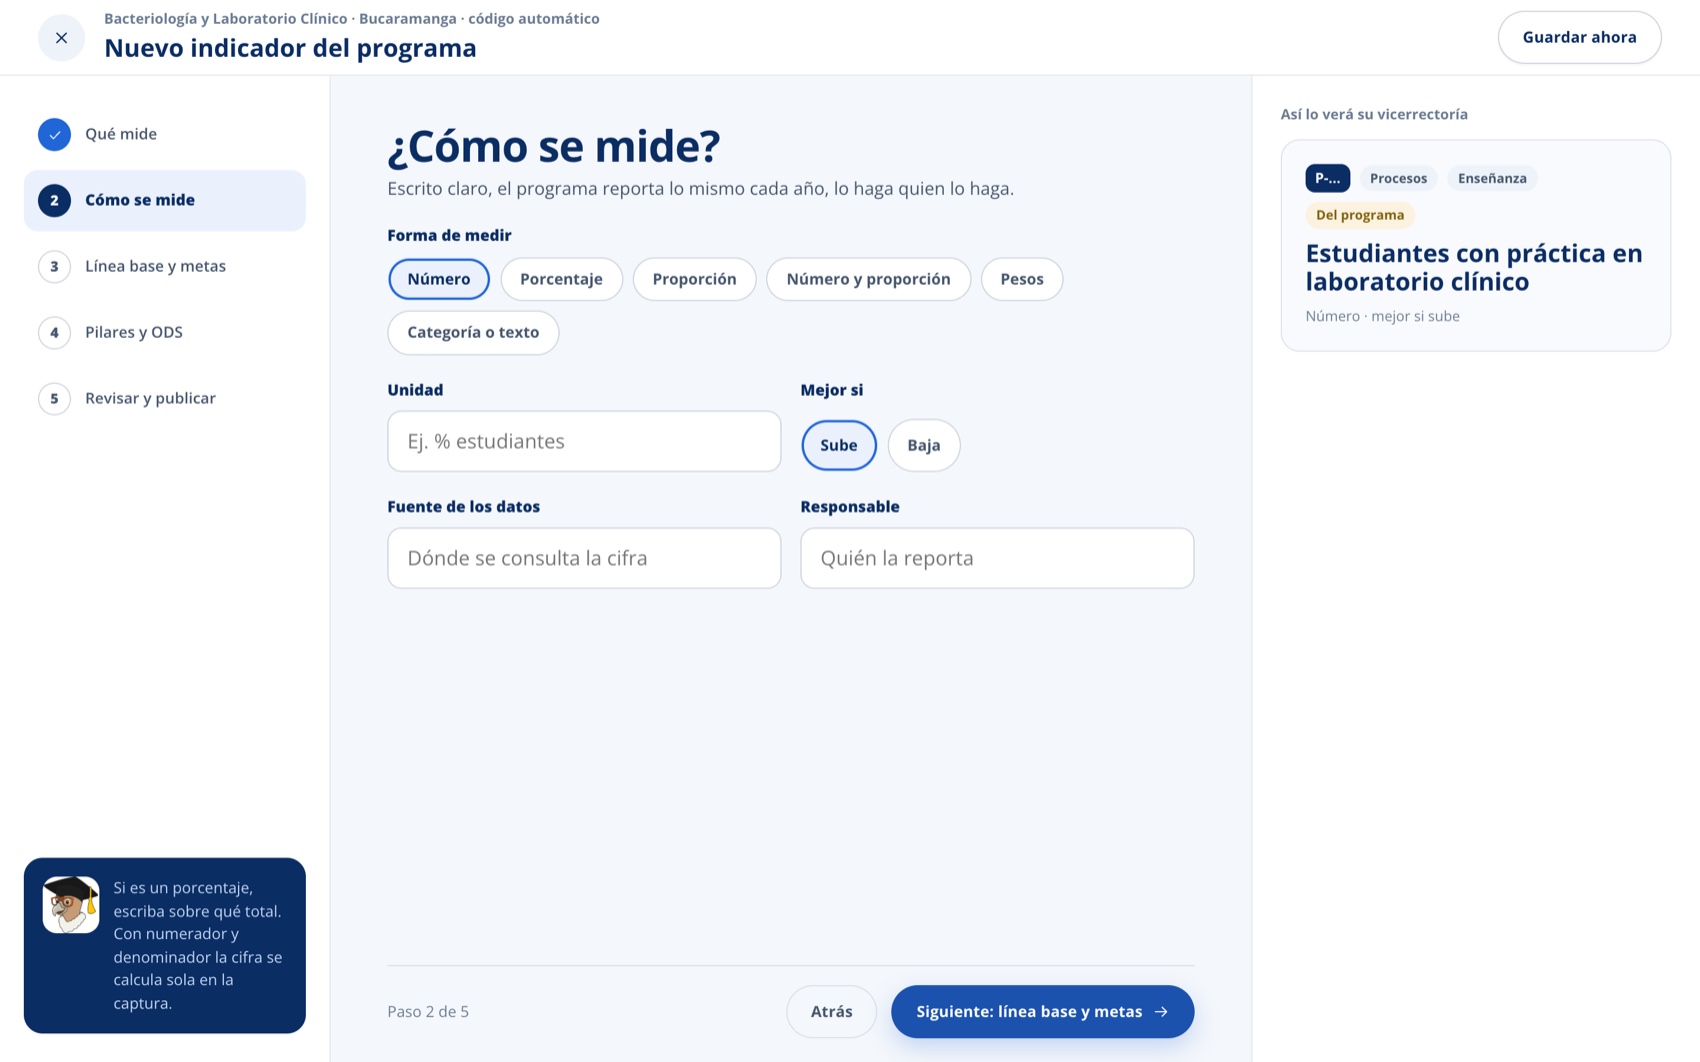 Bacteriología y Laboratorio Clínico · Bucaramanga · código automático
Nuevo indicador del programa
Guardar ahora
Qué mide
2 Cómo se mide
3 Línea base y metas
4 Pilares y ODS
5 Revisar y publicar
Si es un porcentaje,
escriba sobre qué total.
Con numerador y
denominador la cifra se
calcula sola en la
captura.
¿Cómo se mide?
Escrito claro, el programa reporta lo mismo cada año, lo haga quien lo haga.
Forma de medir
Número Porcentaje Proporción Número y proporción Pesos
Categoría o texto
Unidad Mejor si
Ej. % estudiantes Sube Baja
Fuente de los datos Responsable
Dónde se consulta la cifra Quién la reporta
Paso 2 de 5 Atrás Siguiente: línea base y metas →
Así lo verá su vicerrectoría
P-... Procesos Enseñanza
Del programa
Estudiantes con práctica en
laboratorio clínico
Número · mejor si sube